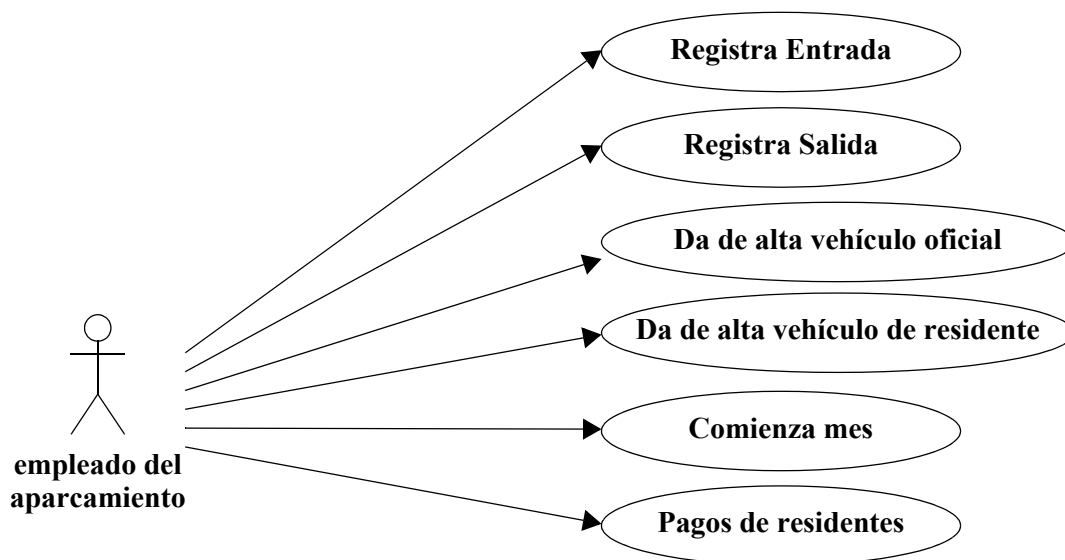 Registra Entrada
Registra Salida
Da de alta vehículo oficial
Da de alta vehículo de residente
Comienza mes
Pagos de residentes
empleado del
aparcamiento